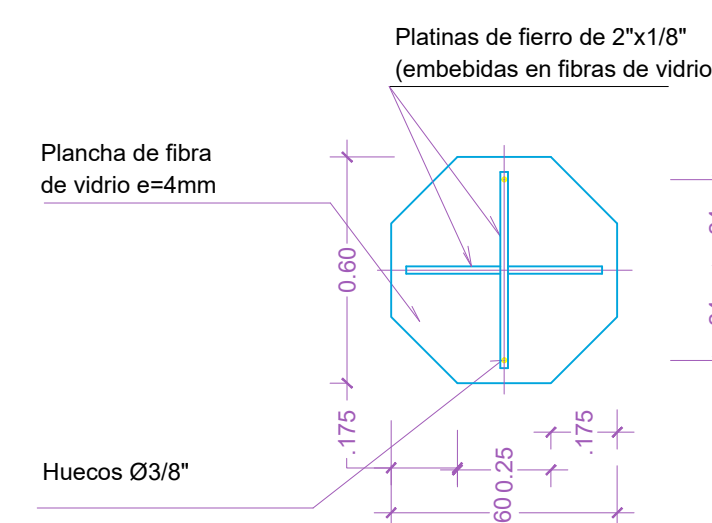 Platinas de fierro de 2"x1/8"
(embebidas en fibras de vidrio
Plancha de fibra
de vidrio e=4mm
0.60
.175
.175
0.25
60
Huecos Ø3/8"